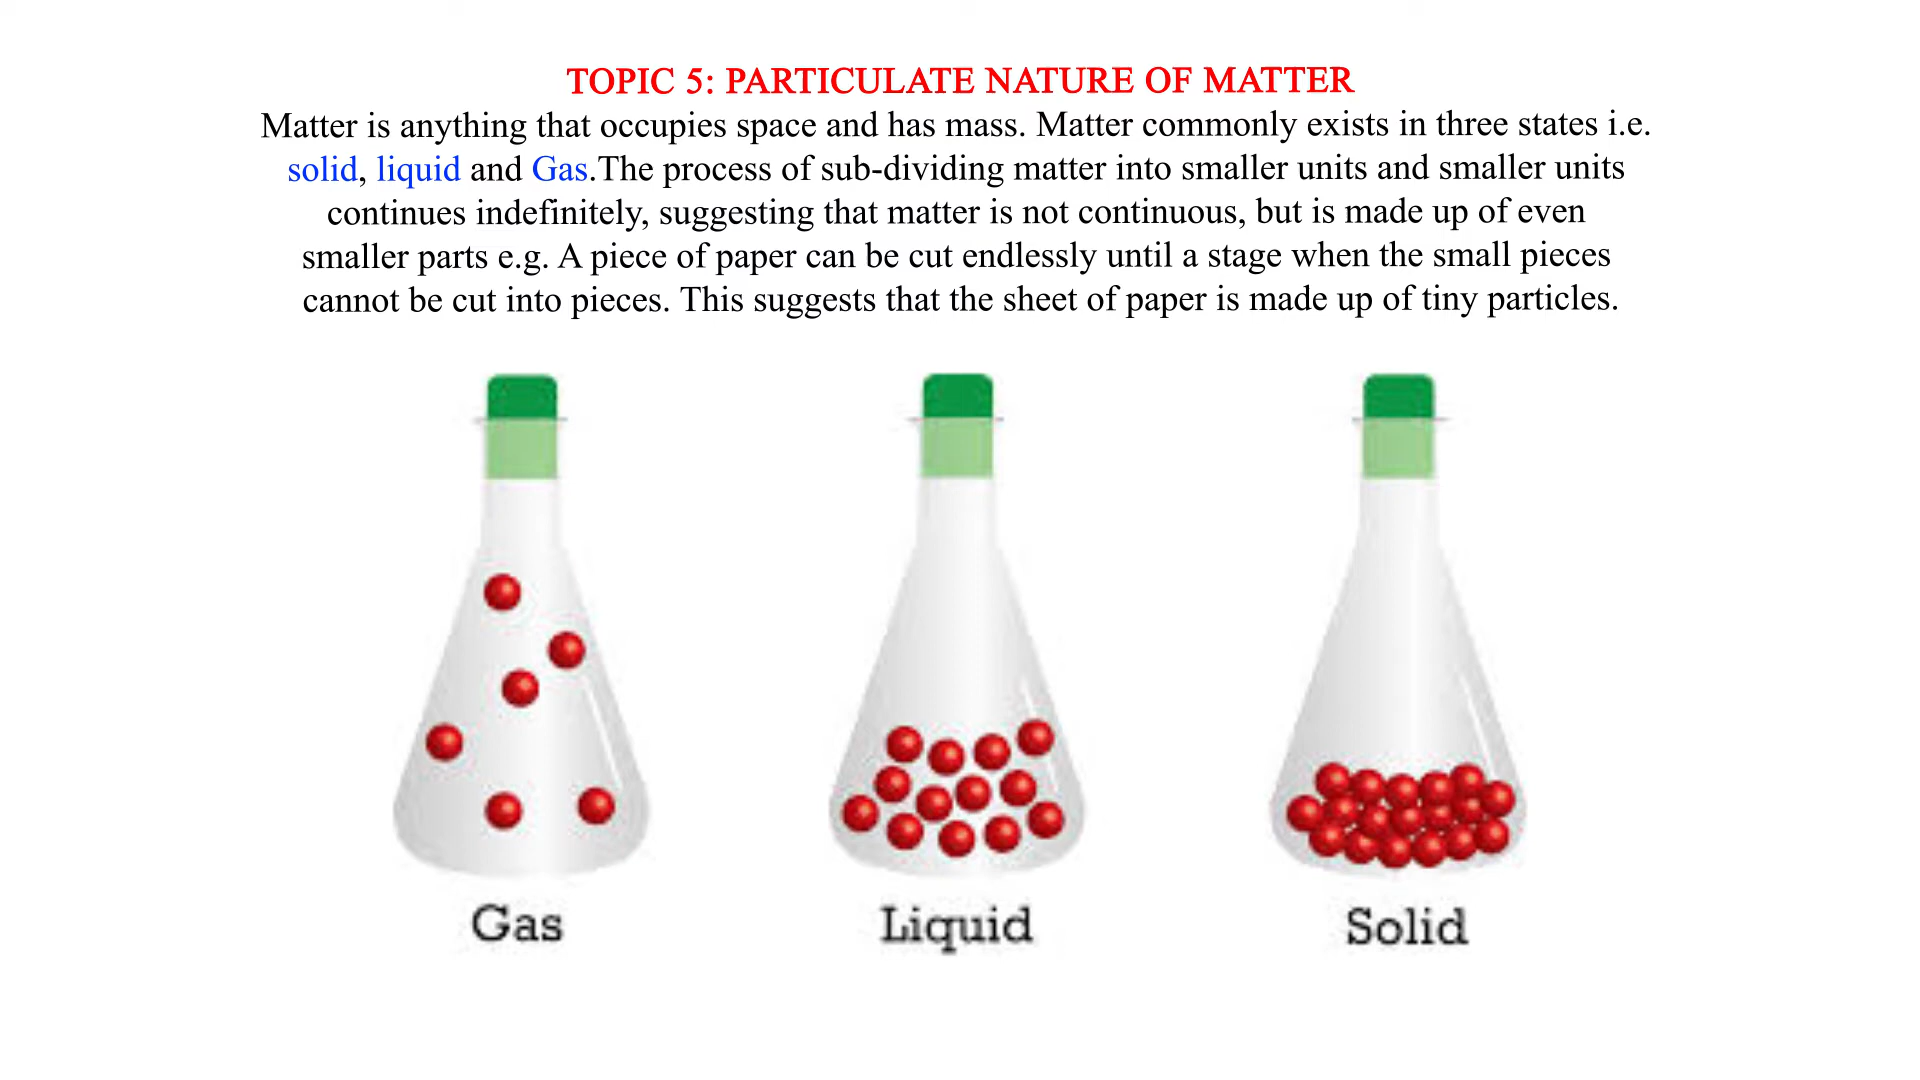 TOPIC 5: PARTICULATE NATURE OF MATTER
Matter is anything that occupies space and has mass. Matter commonly exists in three states i.e.
solid, liquid and Gas.The process of sub-dividing matter into smaller units and smaller units
continues indefinitely, suggesting that matter is not continuous, but is made up of even
smaller parts e.g. A piece of paper can be cut endlessly until a stage when the small pieces
cannot be cut into pieces. This suggests that the sheet of paper is made up of tiny particles.
Gas
Liquid
Solid